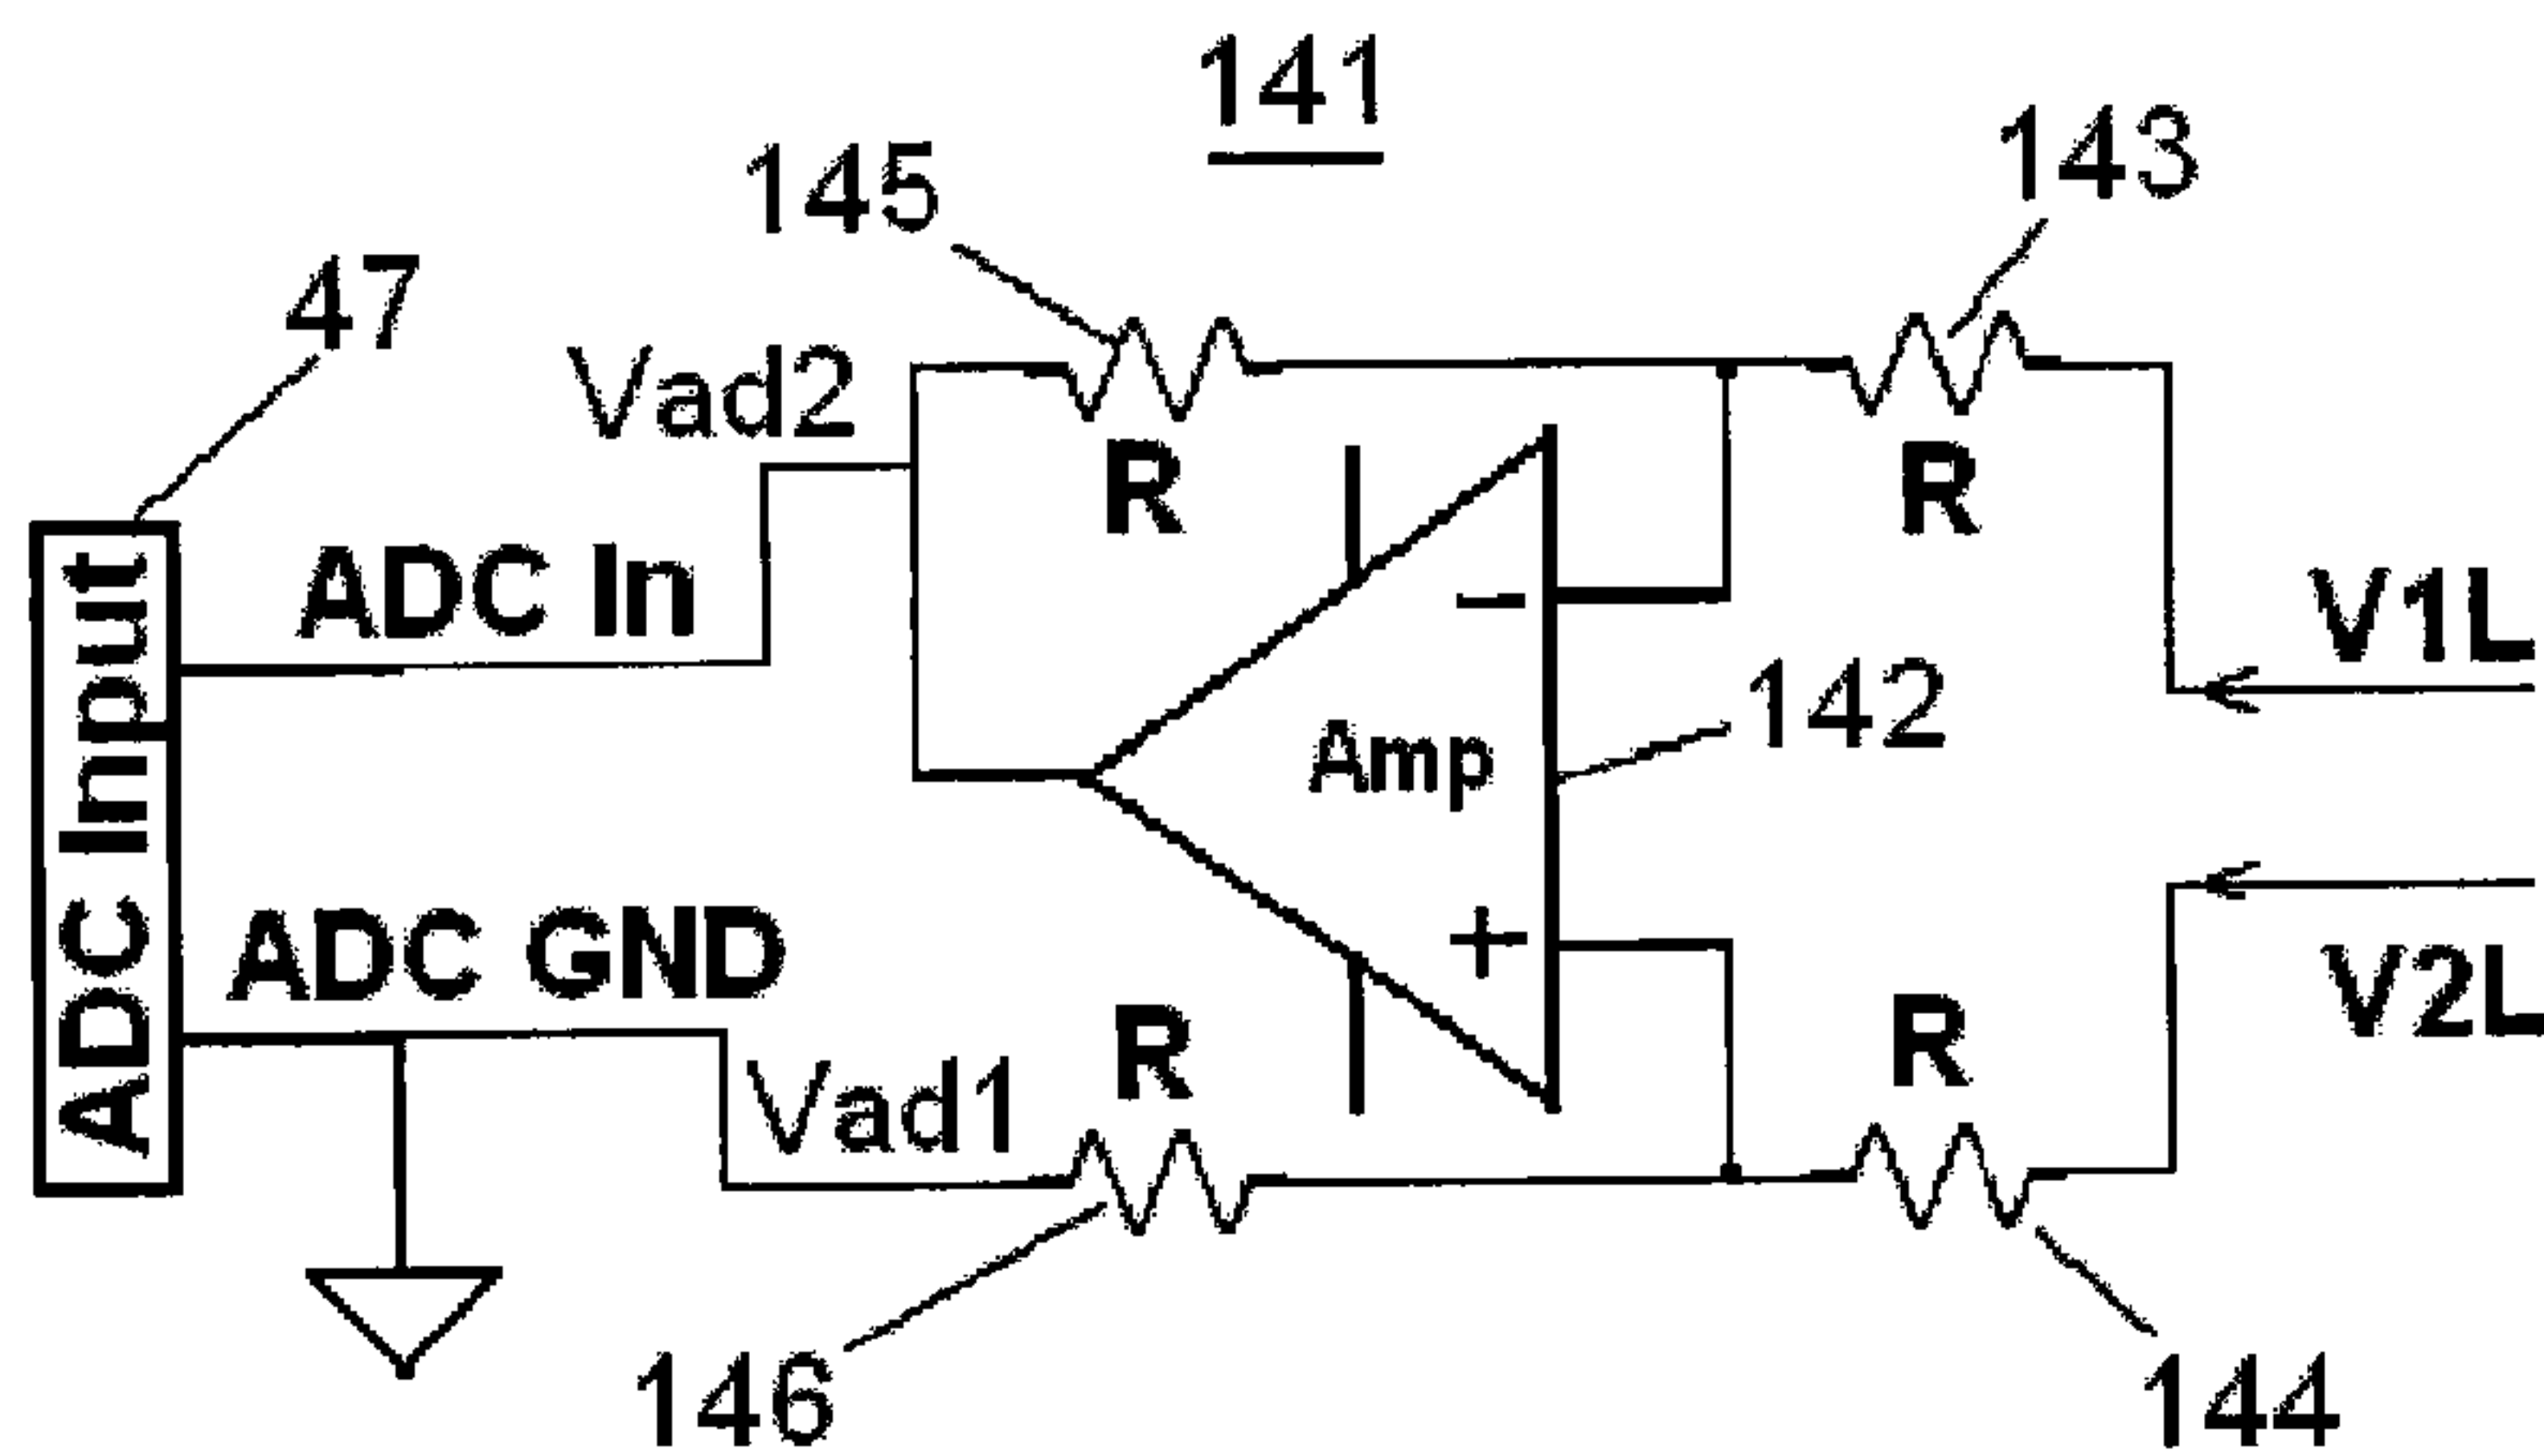 141
145
143
47
Vad2
R
R
ADC In
−
V1L
ADC Input
Amp
142
ADC GND
+
V2L
R
R
Vad1
146
144